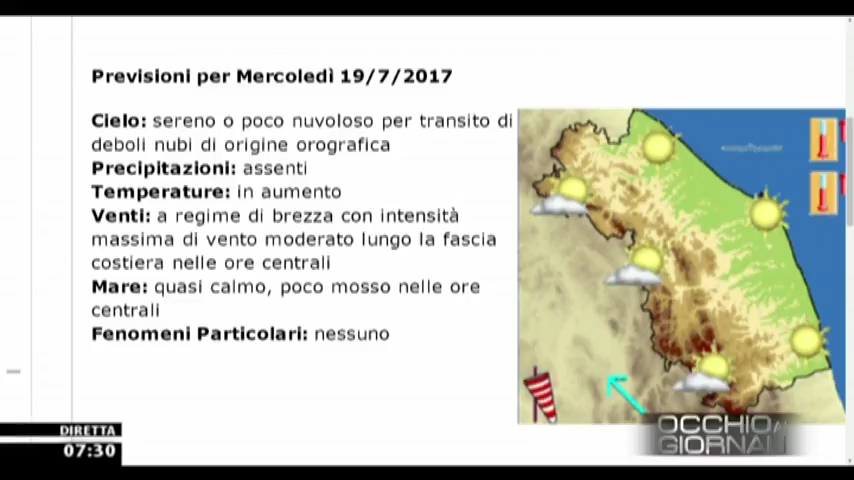 Previsioni per Mercoledì 19/7/2017
Cielo: sereno o poco nuvoloso per transito di
deboli nubi di origine orografica
Precipitazioni: assenti
Temperature: in aumento
Venti: a regime di brezza con intensità
massima di vento moderato lungo la fascia
costiera nelle ore centrali
Mare: quasi calmo, poco mosso nelle ore
centrali
Fenomeni Particolari: nessuno
DIRETTA
07:30
OCCHIO AI
GIORNALI